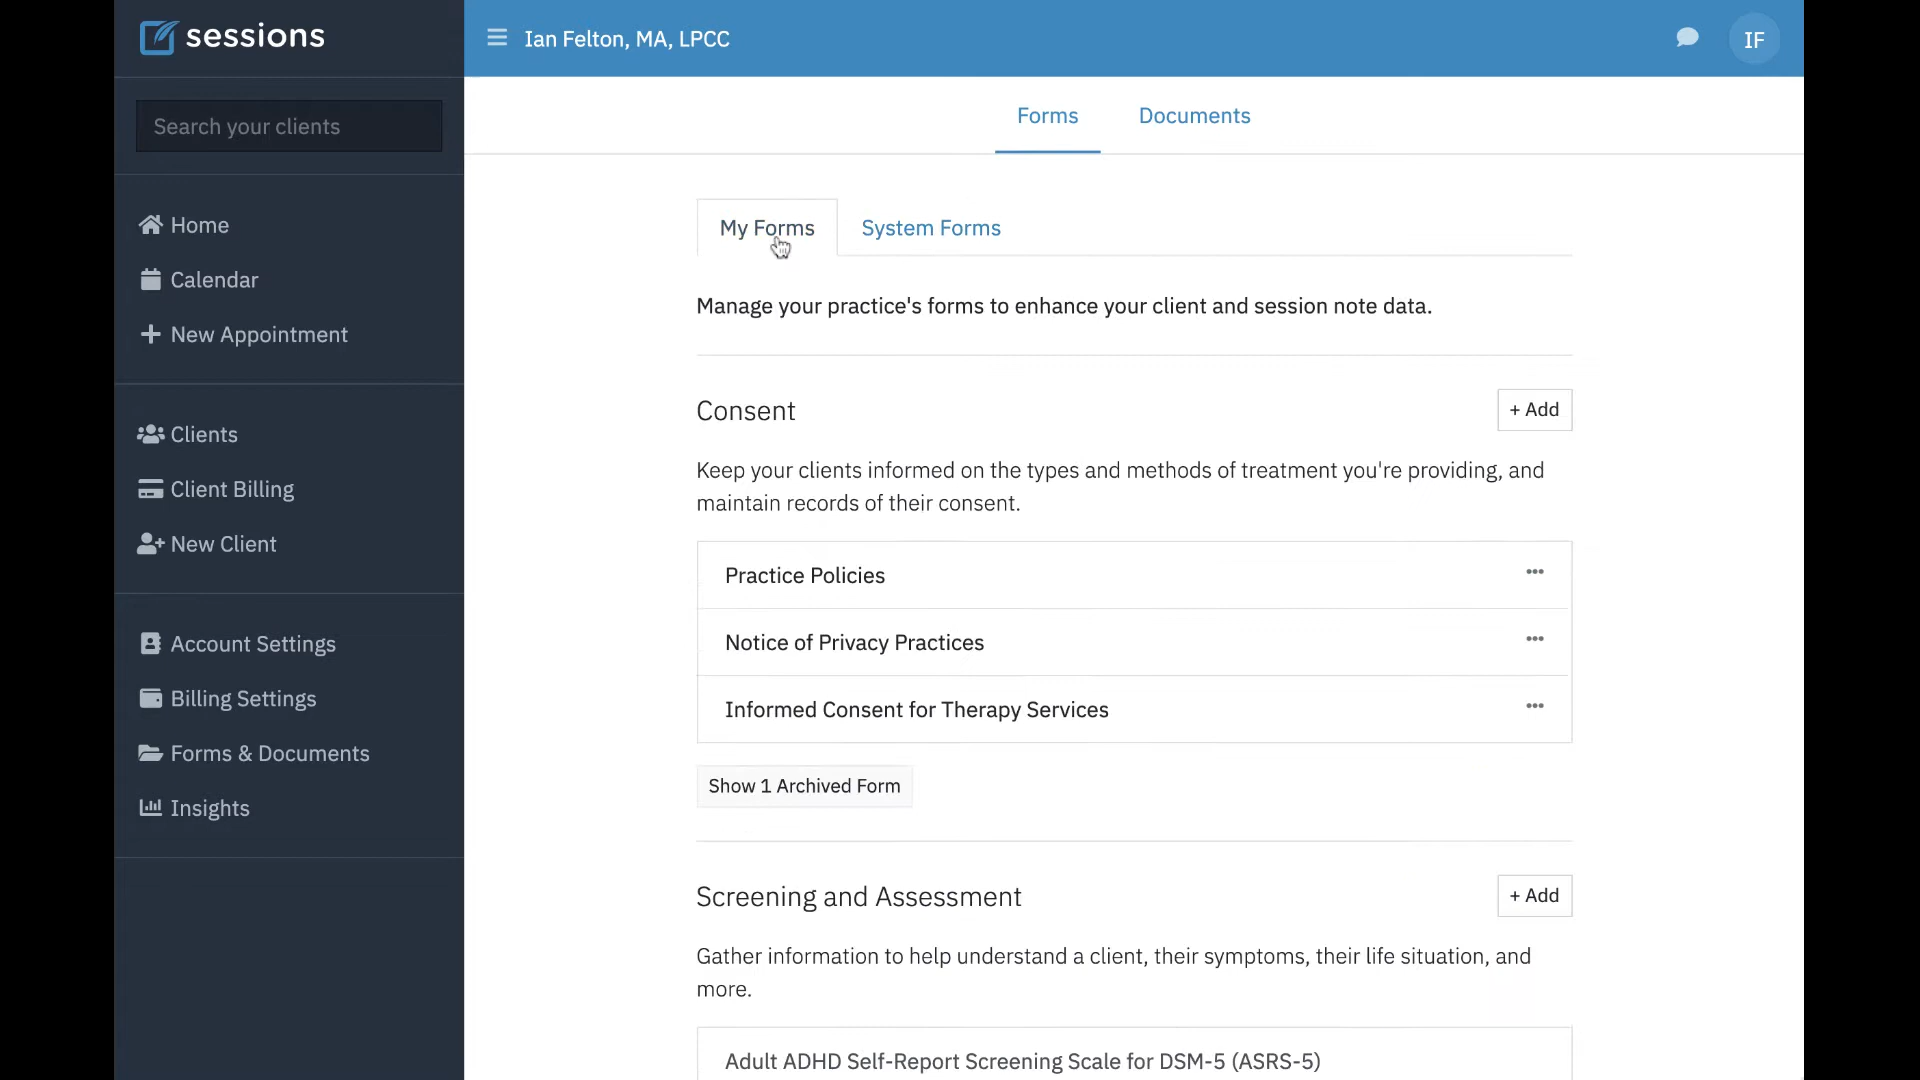 sessions
Ian Felton, MA, LPCC
IF
Search your clients
Home
Calendar
New Appointment
Clients
Client Billing
New Client
Account Settings
Billing Settings
Forms & Documents
Insights
Forms
Documents
My Forms
System Forms
Manage your practice's forms to enhance your client and session note data.
Consent
+ Add
Keep your clients informed on the types and methods of treatment you're providing, and
maintain records of their consent.
Practice Policies
Notice of Privacy Practices
Informed Consent for Therapy Services
Show 1 Archived Form
Screening and Assessment
+ Add
Gather information to help understand a client, their symptoms, their life situation, and
more.
Adult ADHD Self-Report Screening Scale for DSM-5 (ASRS-5)